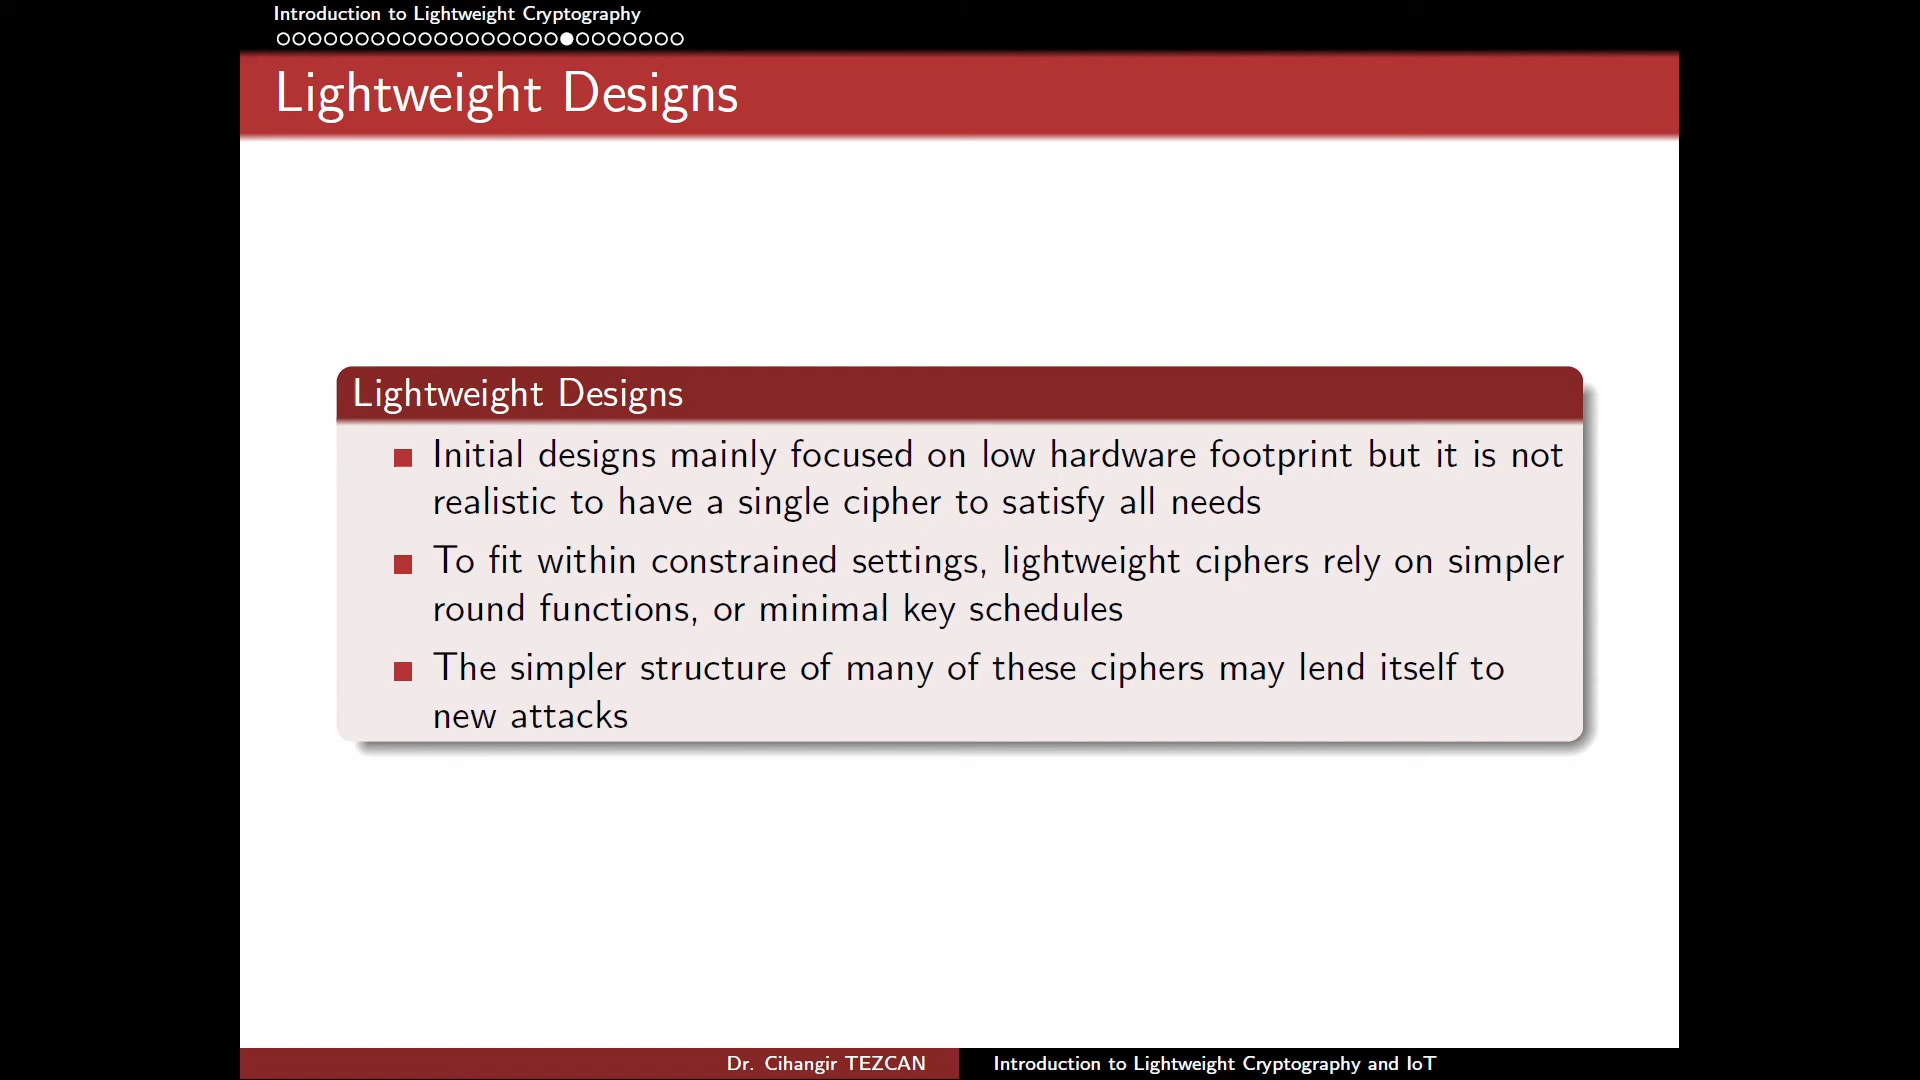 Introduction to Lightweight Cryptography
Lightweight Designs
Lightweight Designs
Initial designs mainly focused on low hardware footprint but it is not
realistic to have a single cipher to satisfy all needs
To fit within constrained settings, lightweight ciphers rely on simpler
round functions, or minimal key schedules
The simpler structure of many of these ciphers may lend itself to
new attacks
Dr. Cihangir TEZCAN
Introduction to Lightweight Cryptography and IoT